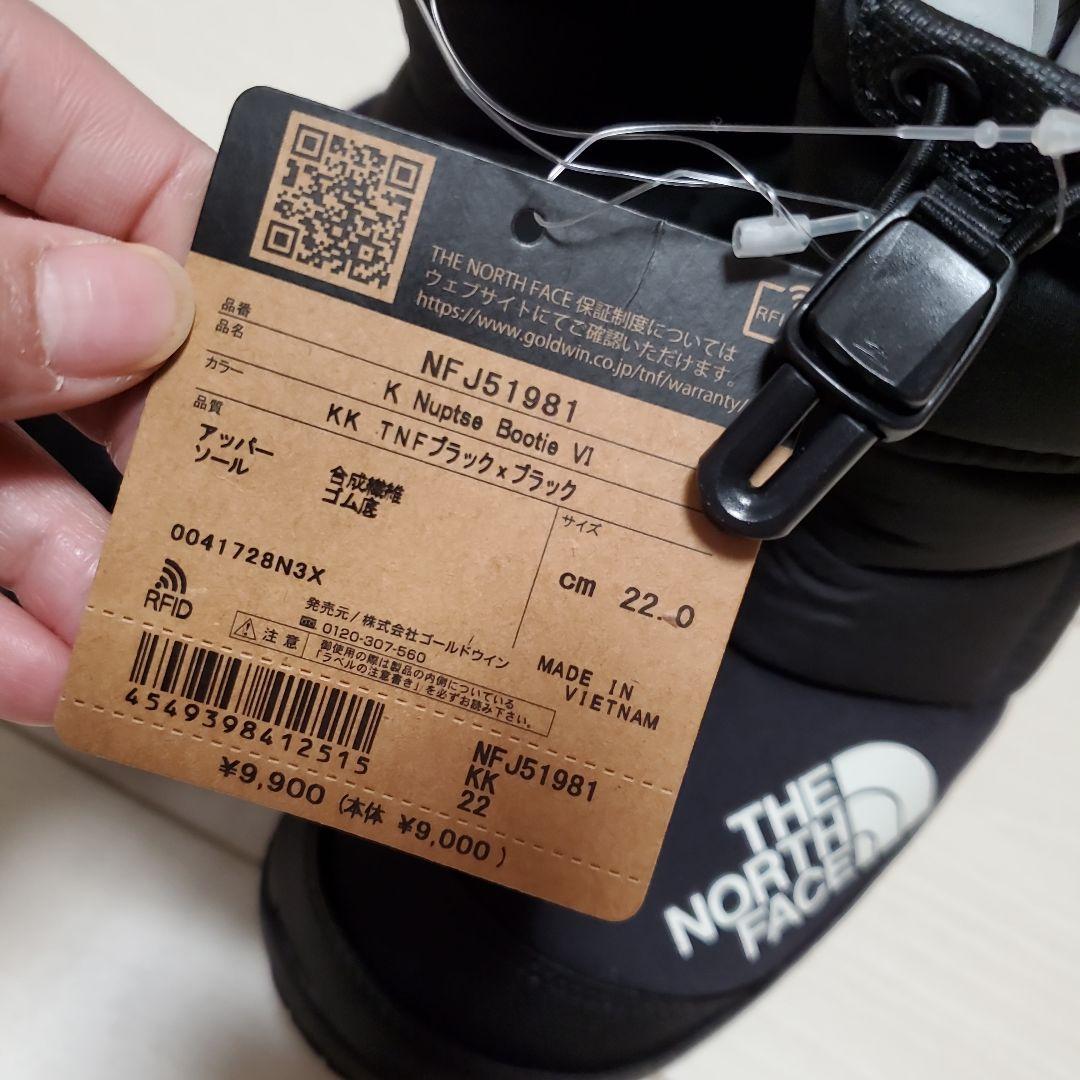 THE NORTH FACE 保証制度については
ウェブサイトにてご確認いただけます。
https://www.goldwin.co.jp/tnf/warranty/
RFI
品番 NFJ51981
品名 K Nuptse Bootie VI
カラー KK TNFブラックxブラック
品質
アッパー 合成繊維
ソール ゴム底
サイズ
cm 22.0
0041728N3X
RFID
発売元/株式会社ゴールドウイン
0120-307-560
注意
御使用の際は製品の内側についている
「ラベルの注意書き」を必ずお読み下さい。
MADE IN
VIETNAM
4549398412515
NFJ51981
KK
22
¥9,900 (本体 ¥9,000)
THE
NORTH
FACE